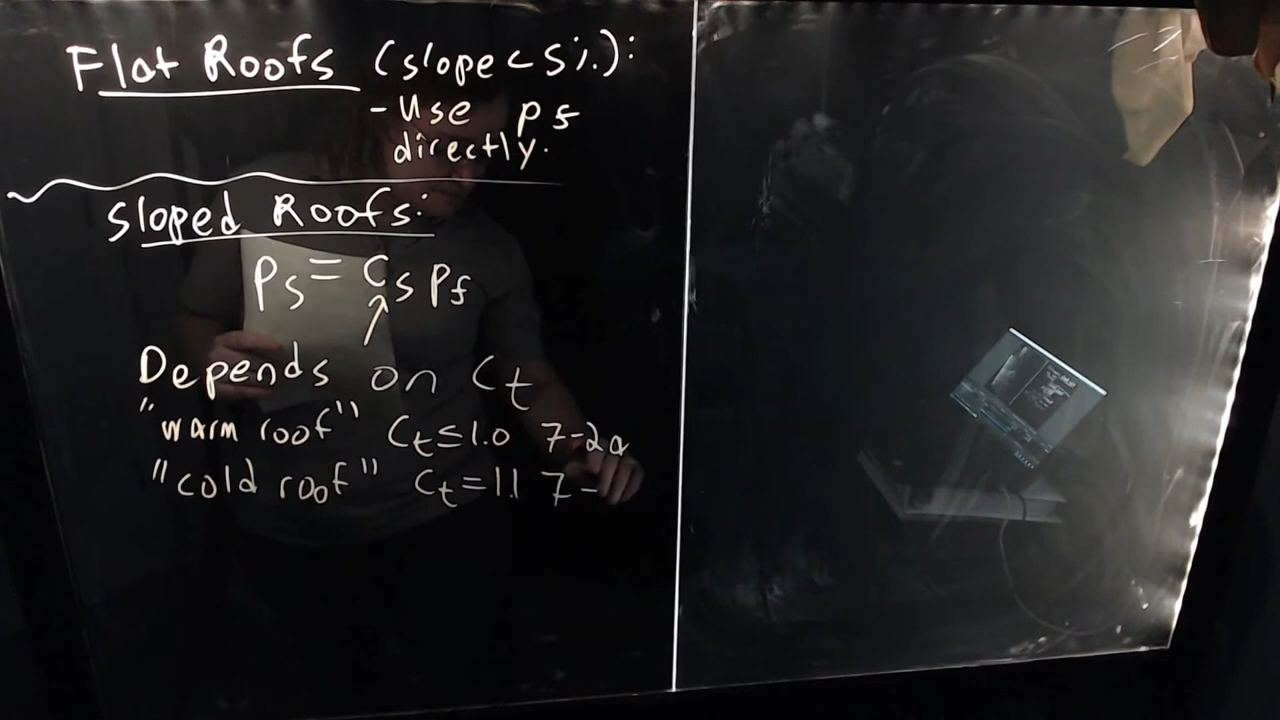 Flat Roofs (slope < 5%):
- Use pf
directly.
Sloped Roofs:
Ps = Cs Pf
Depends on Ct
"warm roof" Ct ≤ 1.0 7-2a
"cold roof" Ct = 1.1 7-